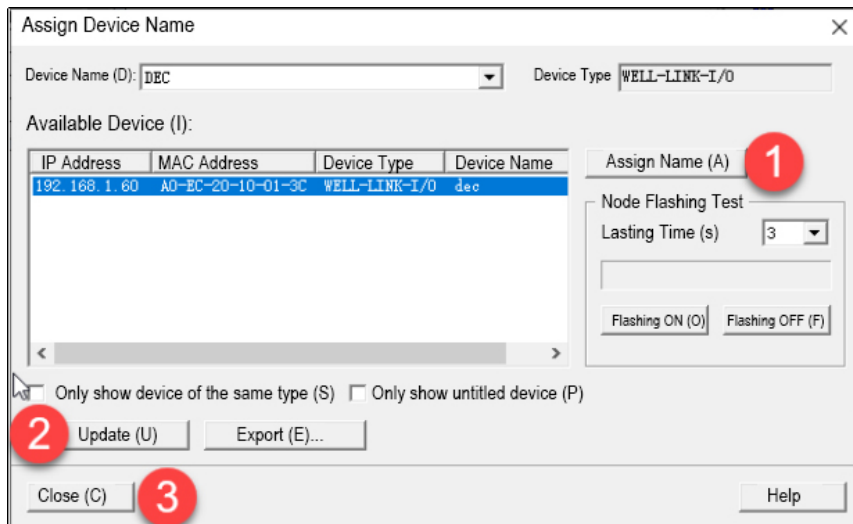 Assign Device Name
Device Name (D): DEC Device Type WELL-LINK-I/O
Available Device (I):
IP Address MAC Address Device Type Device Name
192.168.1.60 A0-EC-20-10-01-3C WELL-LINK-I/O dec
Assign Name (A) 1
Node Flashing Test
Lasting Time (s) 3
Flashing ON (O) Flashing OFF (F)
Only show device of the same type (S) Only show untitled device (P)
2 Update (U) Export (E)...
Close (C) 3 Help